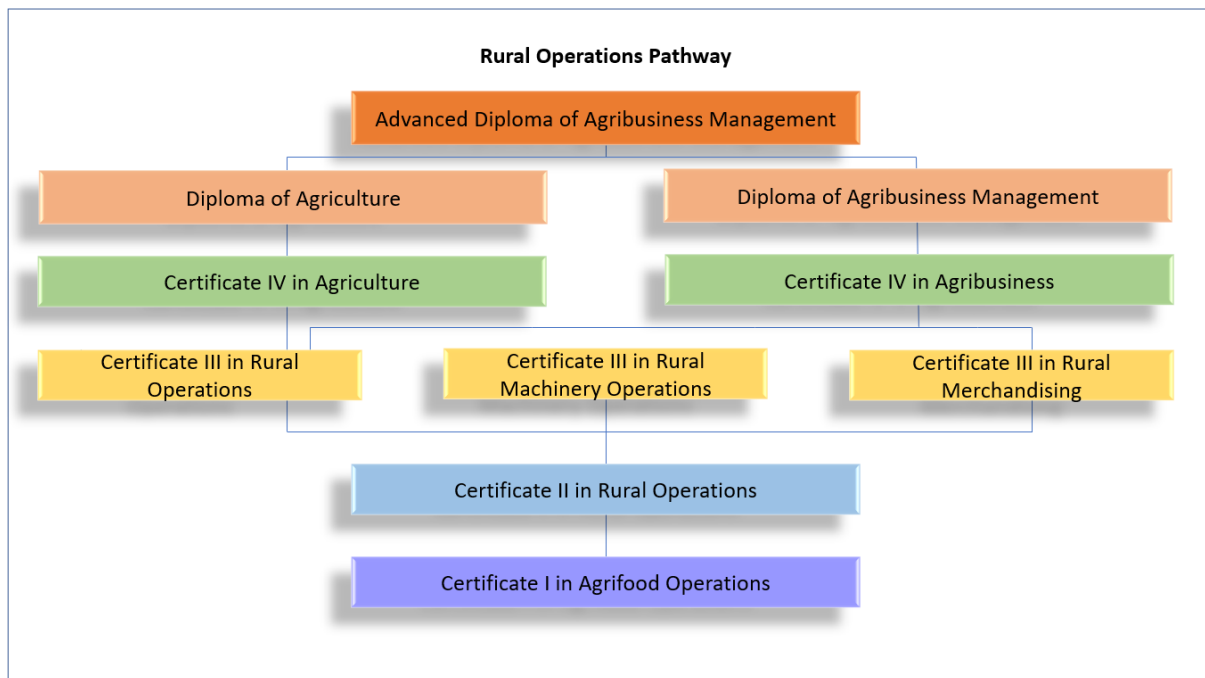 Rural Operations Pathway
Advanced Diploma of Agribusiness Management
Diploma of Agriculture
Diploma of Agribusiness Management
Certificate IV in Agriculture
Certificate IV in Agribusiness
Certificate III in Rural
Operations
Certificate III in Rural
Machinery Operations
Certificate III in Rural
Merchandising
Certificate II in Rural Operations
Certificate I in Agrifood Operations